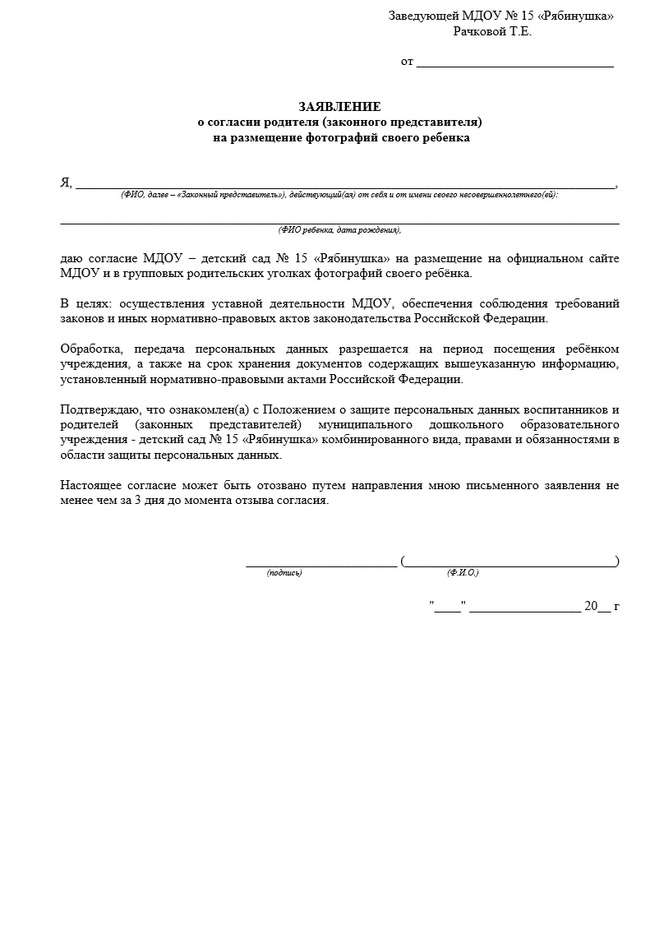 Заведующей МДОУ № 15 «Рябинушка»
Рачковой Т.Е.
от ______________________________
ЗАЯВЛЕНИЕ
о согласии родителя (законного представителя)
на размещение фотографий своего ребенка
Я, ______________________________,
(ФИО, далее – «Законный представитель»), действующий(ая) от себя и от имени своего несовершеннолетнего(ей):
______________________________
(ФИО ребенка, дата рождения),
даю согласие МДОУ – детский сад № 15 «Рябинушка» на размещение на официальном сайте
МДОУ и в групповых родительских уголках фотографий своего ребёнка.
В целях: осуществления уставной деятельности МДОУ, обеспечения соблюдения требований
законов и иных нормативно-правовых актов законодательства Российской Федерации.
Обработка, передача персональных данных разрешается на период посещения ребёнком
учреждения, а также на срок хранения документов содержащих вышеуказанную информацию,
установленный нормативно-правовыми актами Российской Федерации.
Подтверждаю, что ознакомлен(а) с Положением о защите персональных данных воспитанников и
родителей (законных представителей) муниципального дошкольного образовательного
учреждения - детский сад № 15 «Рябинушка» комбинированного вида, правами и обязанностями в
области защиты персональных данных.
Настоящее согласие может быть отозвано путем направления мною письменного заявления не
менее чем за 3 дня до момента отзыва согласия.
______________________ (______________________________)
(подпись) (Ф.И.О.)
"____" _________________ 20__ г